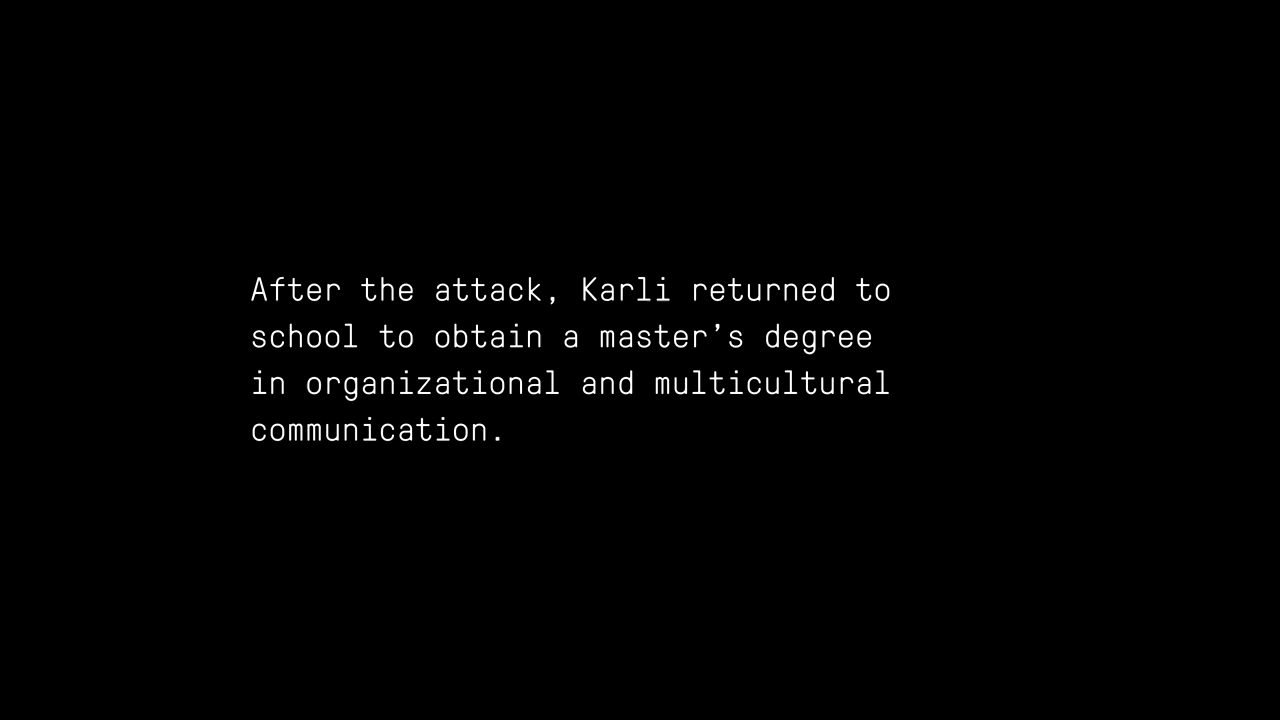 After the attack, Karli returned to
school to obtain a master’s degree
in organizational and multicultural
communication.